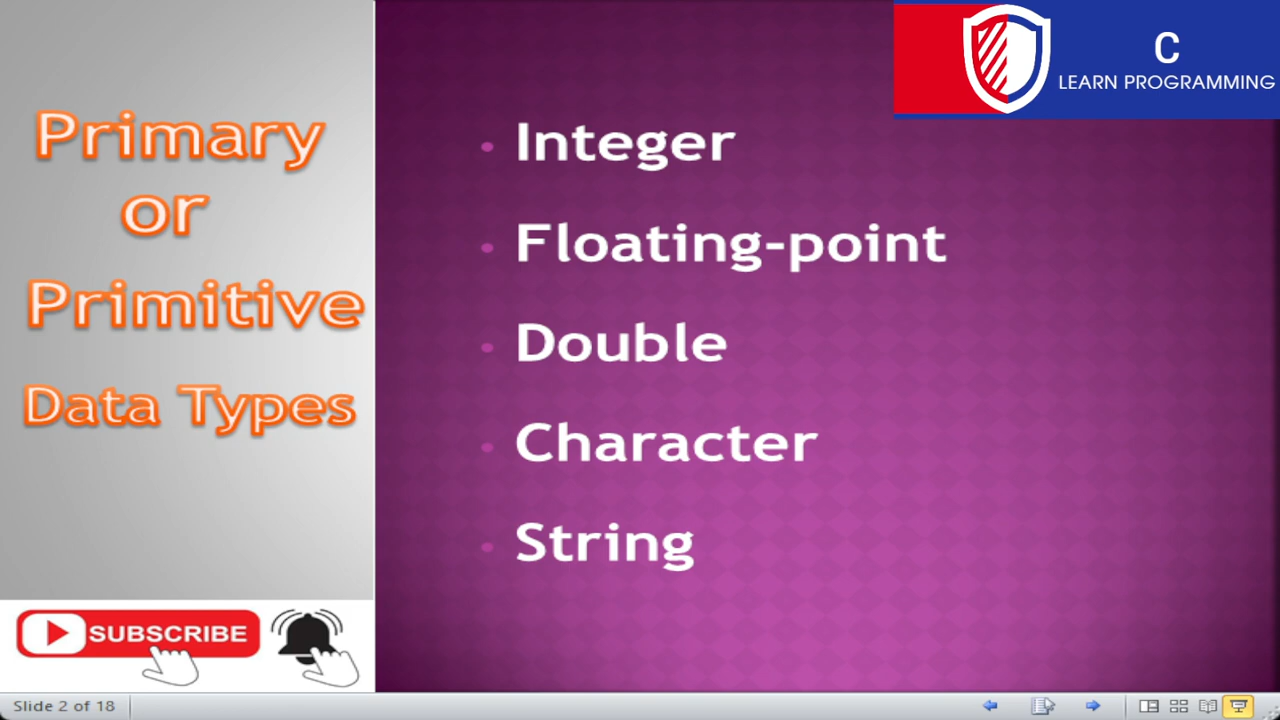 Primary
or
Primitive
Data Types
Integer
Floating-point
Double
Character
String
C
LEARN PROGRAMMING
SUBSCRIBE
Slide 2 of 18